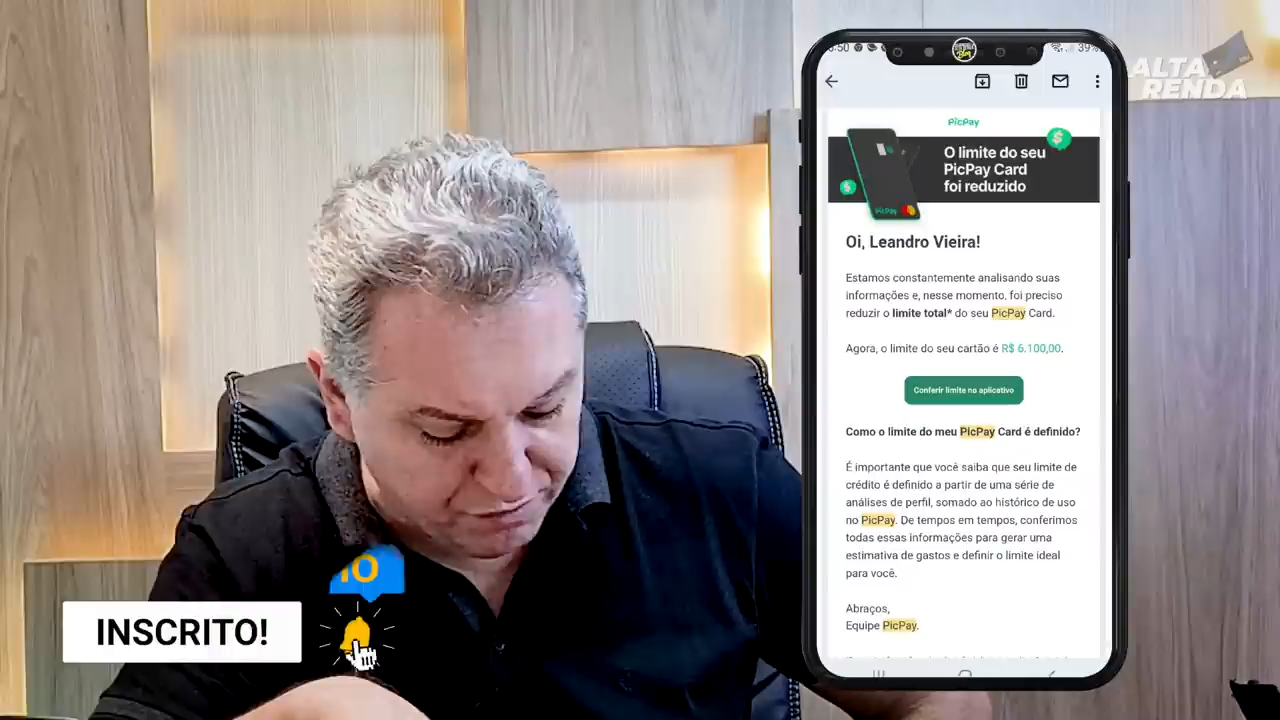 ALTA
RENDA
39%
PicPay
O limite do seu
PicPay Card
foi reduzido
PicPay
Oi, Leandro Vieira!
Estamos constantemente analisando suas
informações e, nesse momento, foi preciso
reduzir o limite total* do seu PicPay Card.
Agora, o limite do seu cartão é R$ 6.100,00.
Conferir limite no aplicativo
Como o limite do meu PicPay Card é definido?
É importante que você saiba que seu limite de
crédito é definido a partir de uma série de
análises de perfil, somado ao histórico de uso
no PicPay. De tempos em tempos, conferimos
todas essas informações para gerar uma
estimativa de gastos e definir o limite ideal
para você.
Abraços,
Equipe PicPay.
INSCRITO!